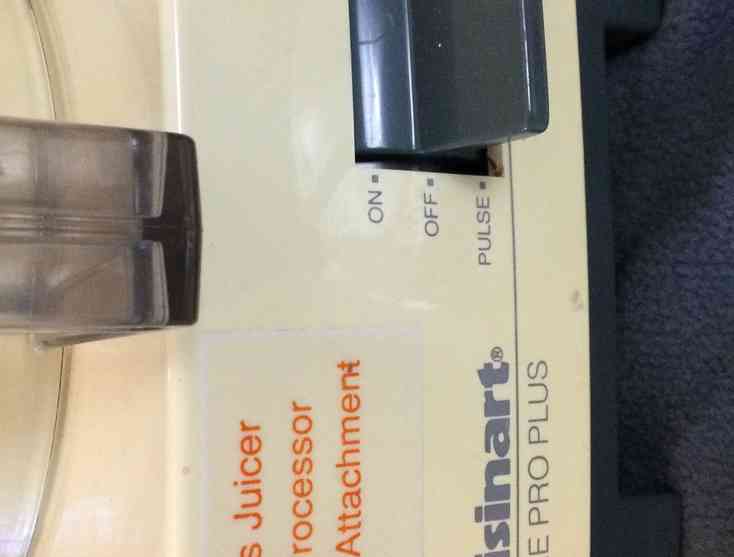 ON
OFF
PULSE
s Juicer
rocessor
Attachment
isinart®
E PRO PLUS